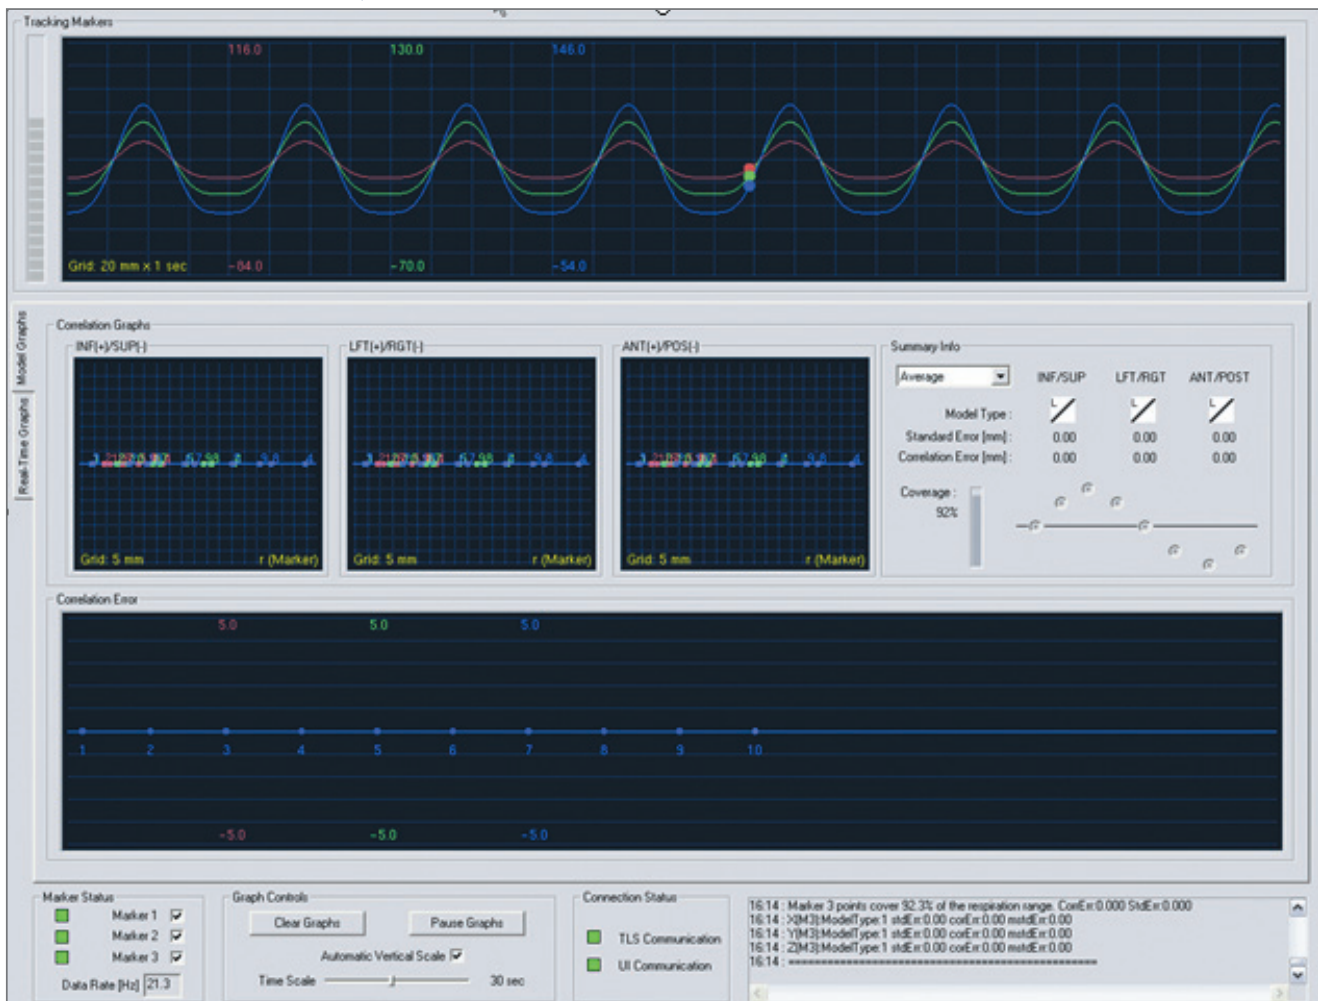 Tracking Markers
116.0 130.0 146.0
Grid: 20 mm x 1 sec -84.0 -70.0 -54.0
Model Graphs
Real-Time Graphs
Correlation Graphs
INF(+)/SUP(-) LFT(+)/RGT(-) ANT(+)/POS(-)
Grid: 5 mm r (Marker) Grid: 5 mm r (Marker) Grid: 5 mm r (Marker)
Summary Info
Average INF/SUP LFT/RGT ANT/POST
Model Type : L L L
Standard Error [mm] : 0.00 0.00 0.00
Correlation Error [mm] : 0.00 0.00 0.00
Coverage :
92%
Correlation Error
5.0 5.0 5.0
1 2 3 4 5 6 7 8 9 10
-5.0 -5.0 -5.0
Marker Status
Marker 1
Marker 2
Marker 3
Data Rate [Hz] 21.3
Graph Controls
Clear Graphs Pause Graphs
Automatic Vertical Scale
Time Scale 30 sec
Connection Status
TLS Communication
UI Communication
16:14 : Marker 3 points cover 92.3% of the respiration range. CorrErr:0.000 StdErr:0.000
16:14 : X[M3]:ModelType:1 stdErr:0.00 corErr:0.00 mstdErr:0.00
16:14 : Y[M3]:ModelType:1 stdErr:0.00 corErr:0.00 mstdErr:0.00
16:14 : Z[M3]:ModelType:1 stdErr:0.00 corErr:0.00 mstdErr:0.00
16:14 : ================================================